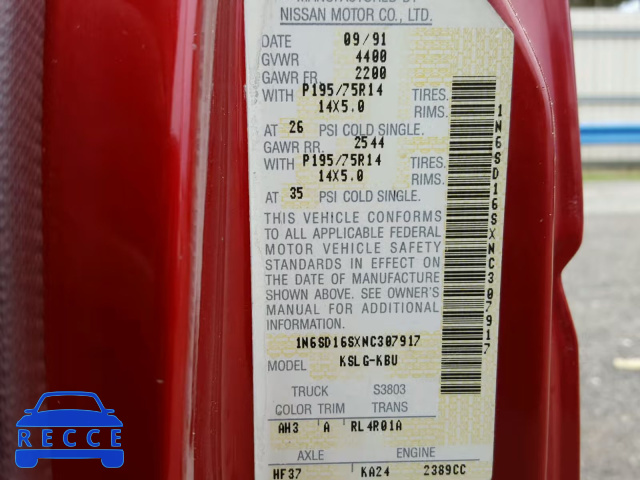 MANUFACTURED BY
NISSAN MOTOR CO., LTD.
DATE 09/91
GVWR 4400
GAWR FR. 2200
WITH P195/75R14 TIRES.
14X5.0 RIMS.
AT 26 PSI COLD SINGLE.
GAWR RR. 2544
WITH P195/75R14 TIRES.
14X5.0 RIMS.
AT 35 PSI COLD SINGLE.
THIS VEHICLE CONFORMS
TO ALL APPLICABLE FEDERAL
MOTOR VEHICLE SAFETY
STANDARDS IN EFFECT ON
THE DATE OF MANUFACTURE
SHOWN ABOVE. SEE OWNER'S
MANUAL FOR ADDITIONAL
INFORMATION.
1N6SD16SXNC307917
MODEL KSLG-KBU
TRUCK S3803
COLOR TRIM TRANS
AH3 A RL4R01A
AXLE ENGINE
HF37 KA24 2389CC
1N6SD16SXNC307917
RECCE